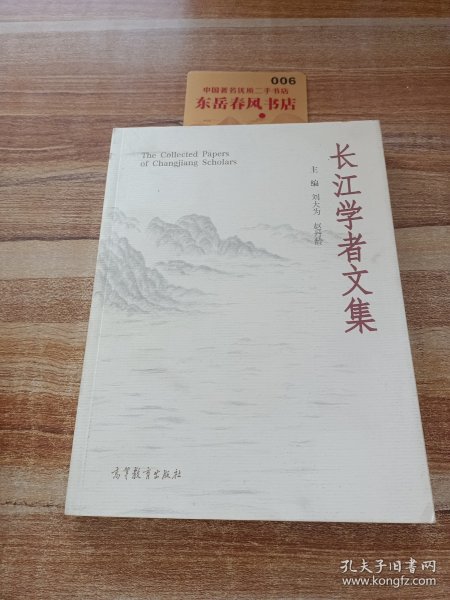 006
中国著名优质二手书店
东岳春风书店
The Collected Papers
of Changjiang Scholars
长江学者文集
主编 刘大为
高等教育出版社
孔夫子旧书网
www.kongfz.com